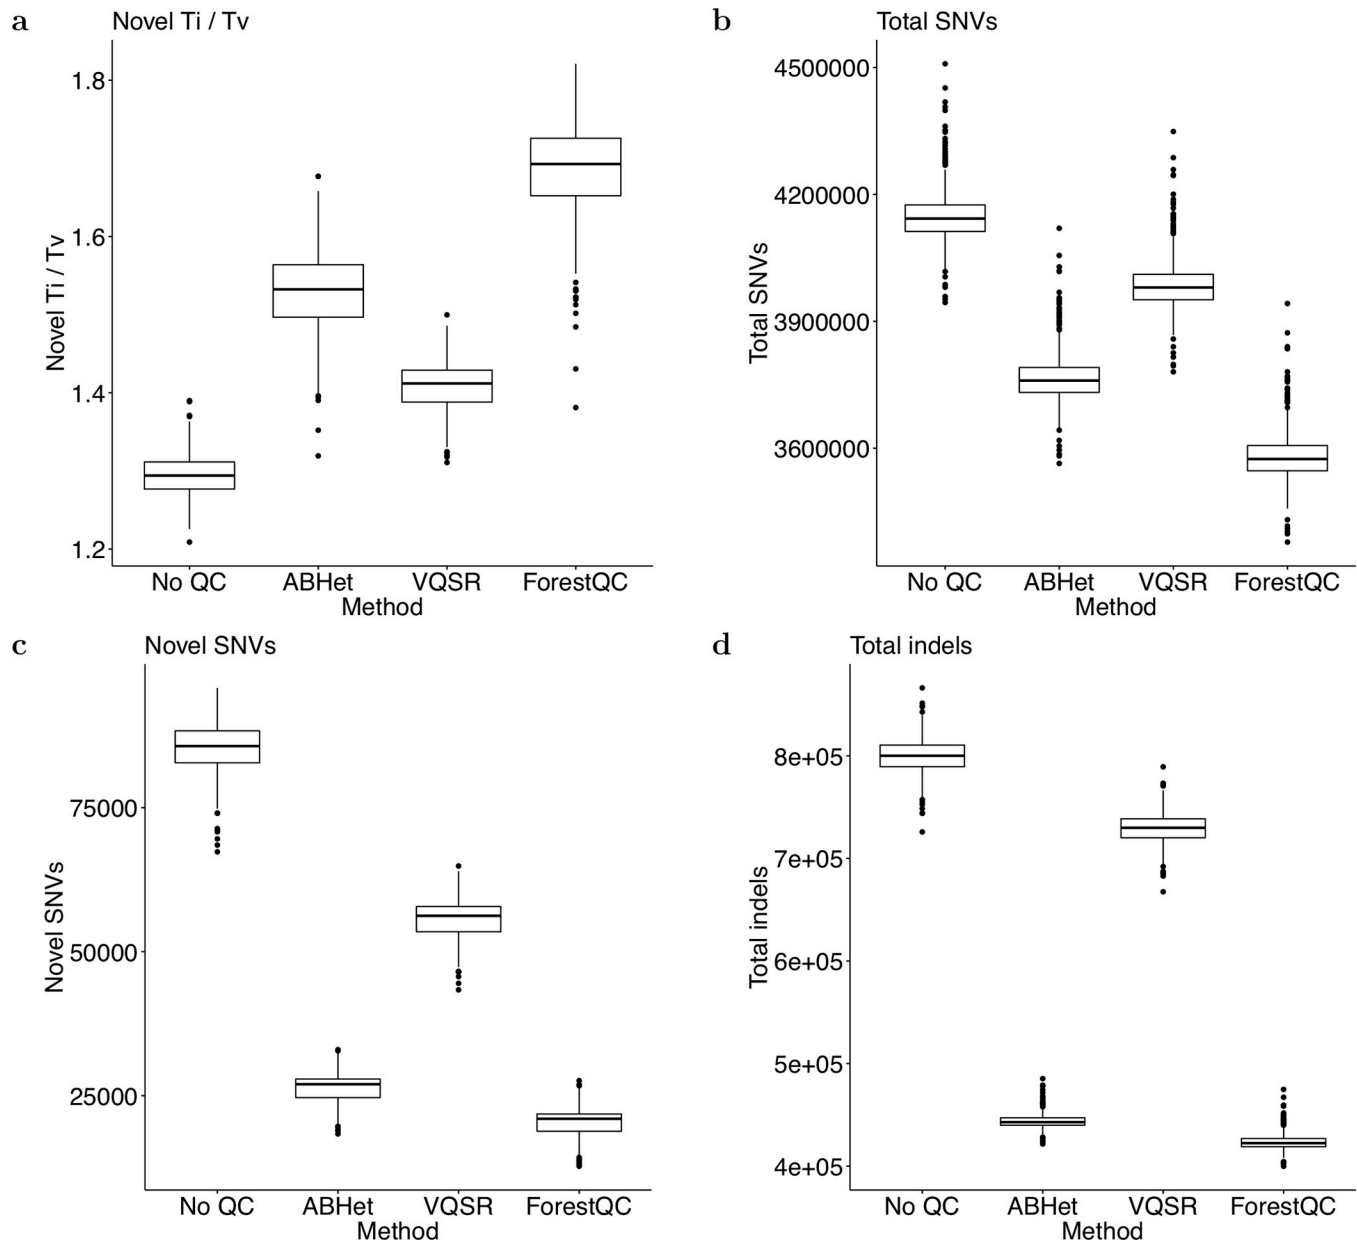 a
Novel Ti / Tv
Novel Ti / Tv
1.8
1.6
1.4
1.2
No QC ABHet VQSR ForestQC
Method
b
Total SNVs
Total SNVs
4500000
4200000
3900000
3600000
No QC ABHet VQSR ForestQC
Method
c
Novel SNVs
Novel SNVs
75000
50000
25000
No QC ABHet VQSR ForestQC
Method
d
Total indels
Total indels
8e+05
7e+05
6e+05
5e+05
4e+05
No QC ABHet VQSR ForestQC
Method